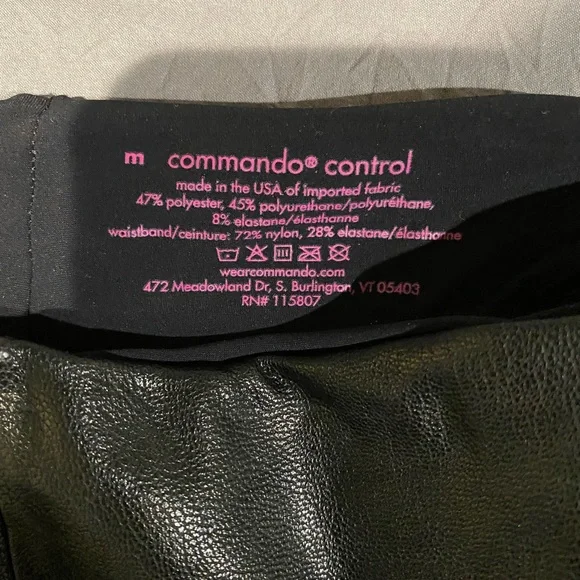 m commando® control
made in the USA of imported fabric
47% polyester, 45% polyurethane/polyuréthane,
8% elastane/élasthanne
waistband/ceinture: 72% nylon, 28% elastane/élasthanne
wearcommando.com
472 Meadowland Dr, S. Burlington, VT 05403
RN# 115807